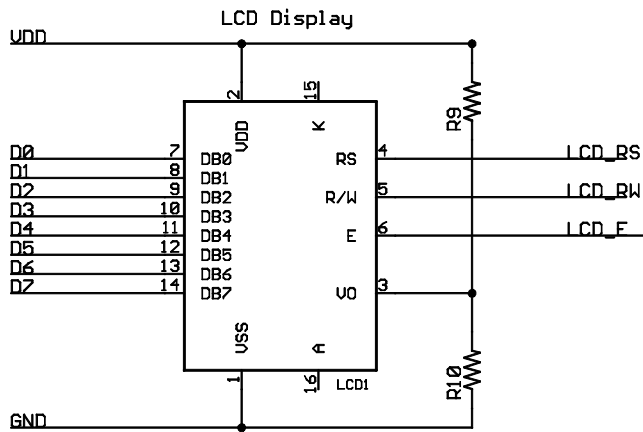 LCD Display
VDD
2
15
VDD
K
R9
D0 7 DB0 RS 4 LCD_RS
D1 8 DB1
D2 9 DB2 R/W 5 LCD_RW
D3 10 DB3
D4 11 DB4 E 6 LCD_E
D5 12 DB5
D6 13 DB6
D7 14 DB7 VO 3
VSS
A
R10
1
16
LCD1
GND